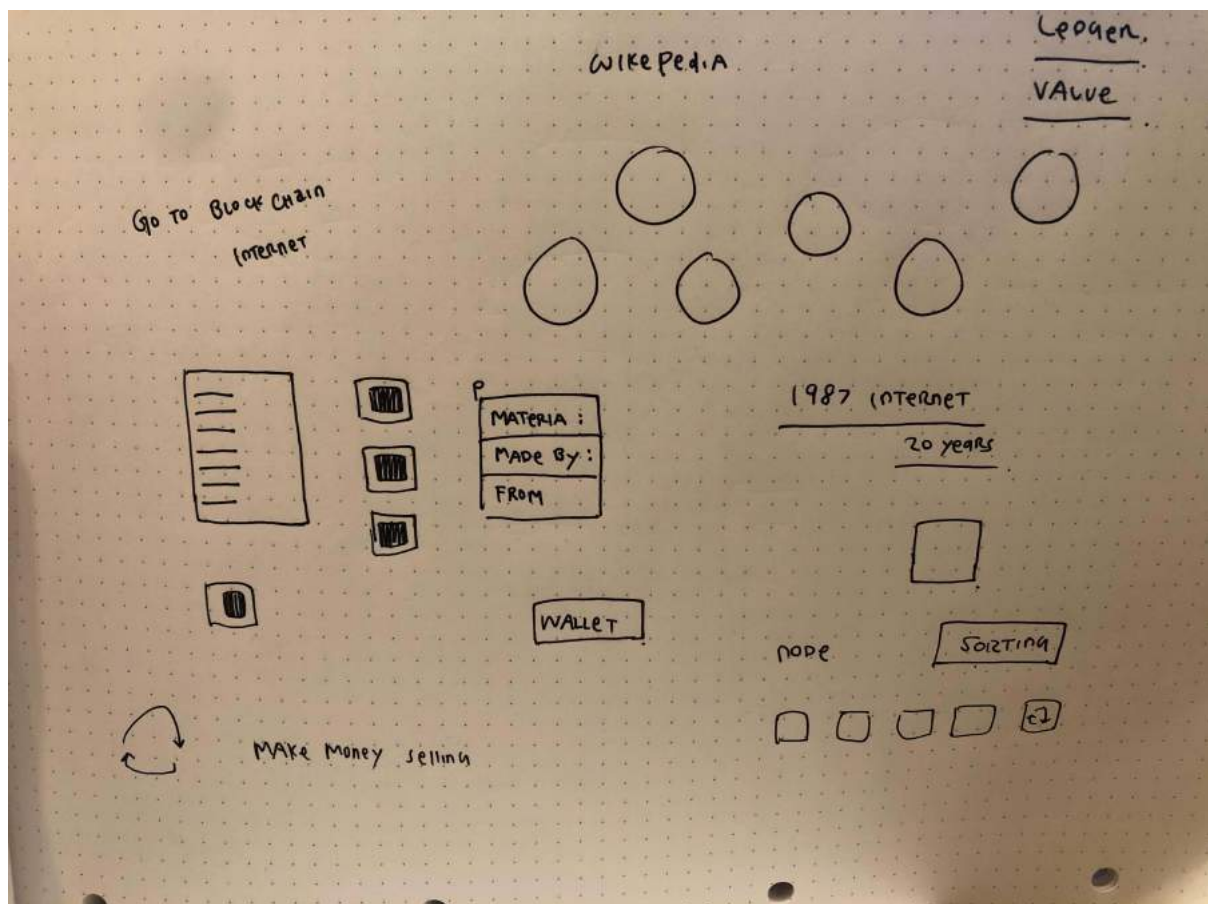 WIKEPEDIA
LEDGER.
VALUE
GO TO BLOCK CHAIN
INTERNET
P
MATERIA :
MADE BY :
FROM
1987 INTERNET
20 YEARS
WALLET
NODE
SORTING
MAKE MONEY SELLING